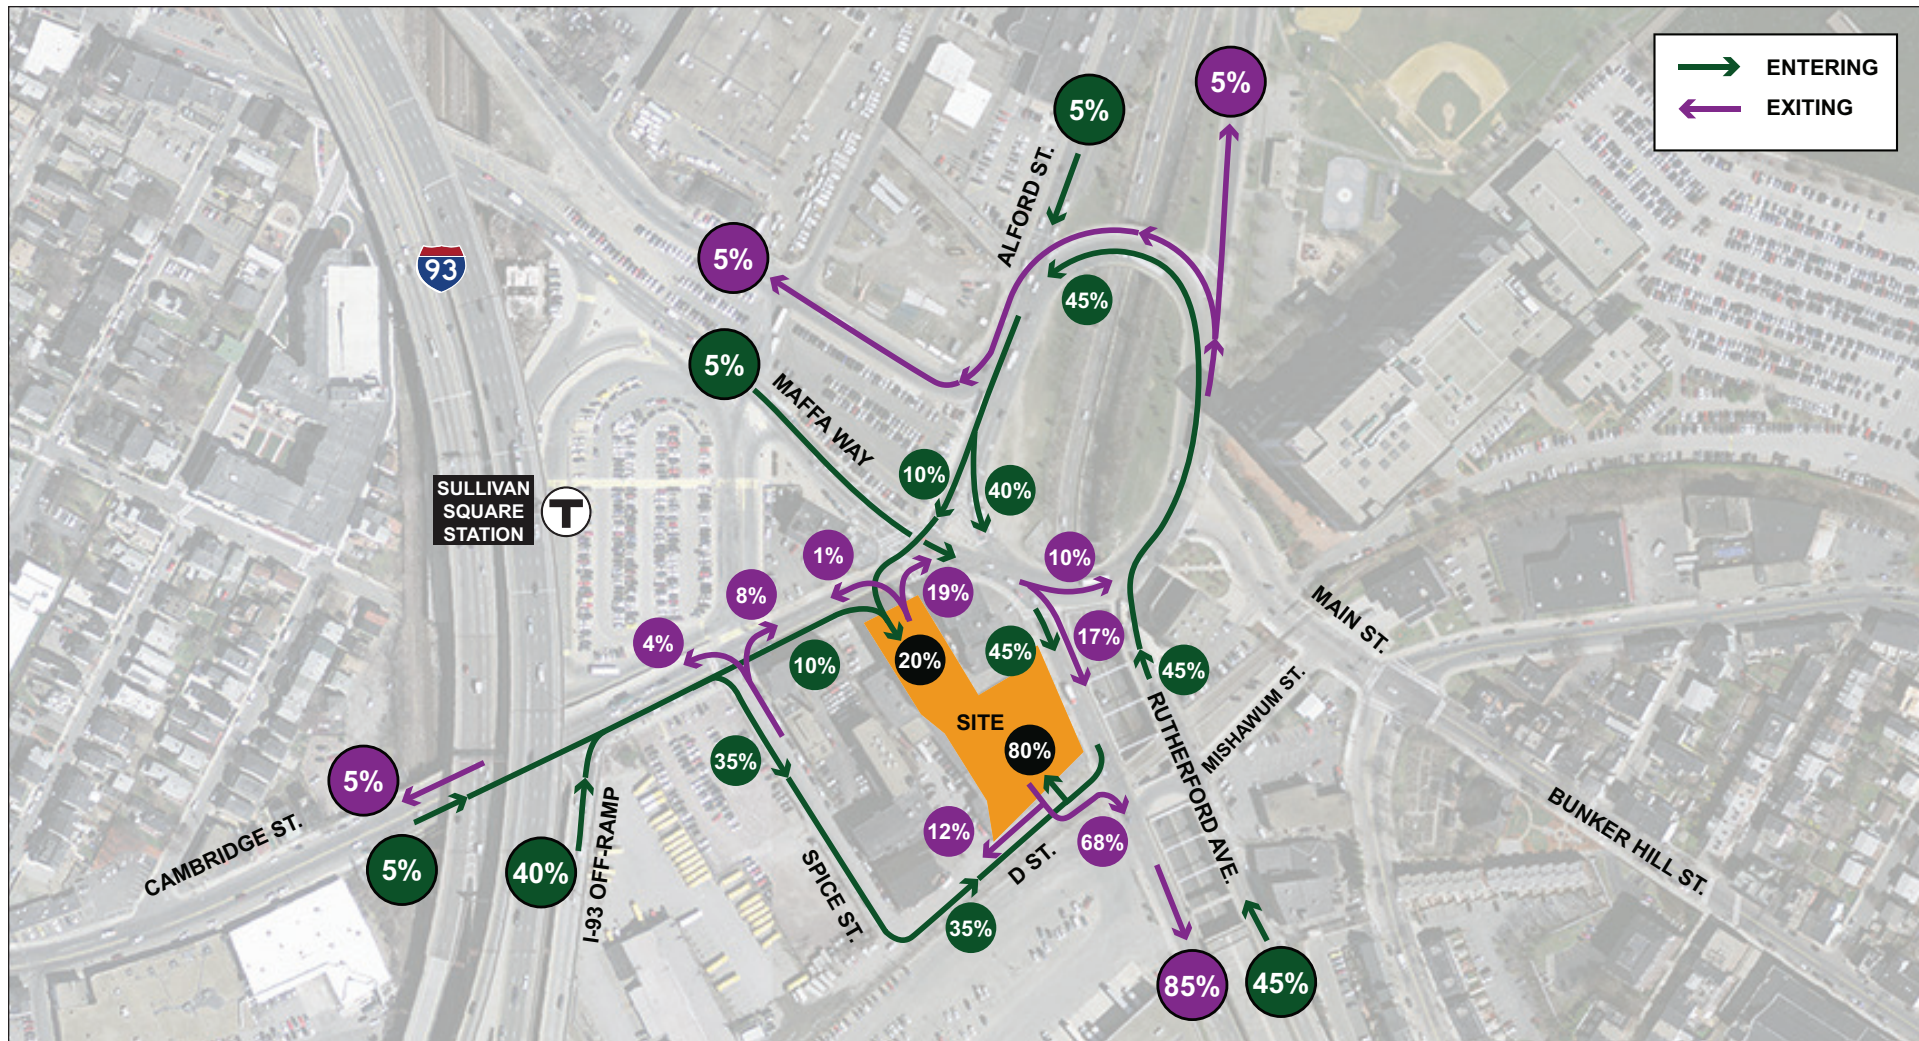 5%
5%
ENTERING
EXITING
ALFORD ST.
5%
93
45%
5%
MAFFA WAY
10%
40%
SULLIVAN
SQUARE
STATION
T
1%
19%
10%
8%
4%
10%
20%
45%
17%
45%
MAIN ST.
MISHAWUM ST.
RUTHERFORD AVE.
SITE
80%
35%
5%
5%
CAMBRIDGE ST.
40%
I-93 OFF-RAMP
SPICE ST.
12%
D ST.
68%
35%
BUNKER HILL ST.
85%
45%